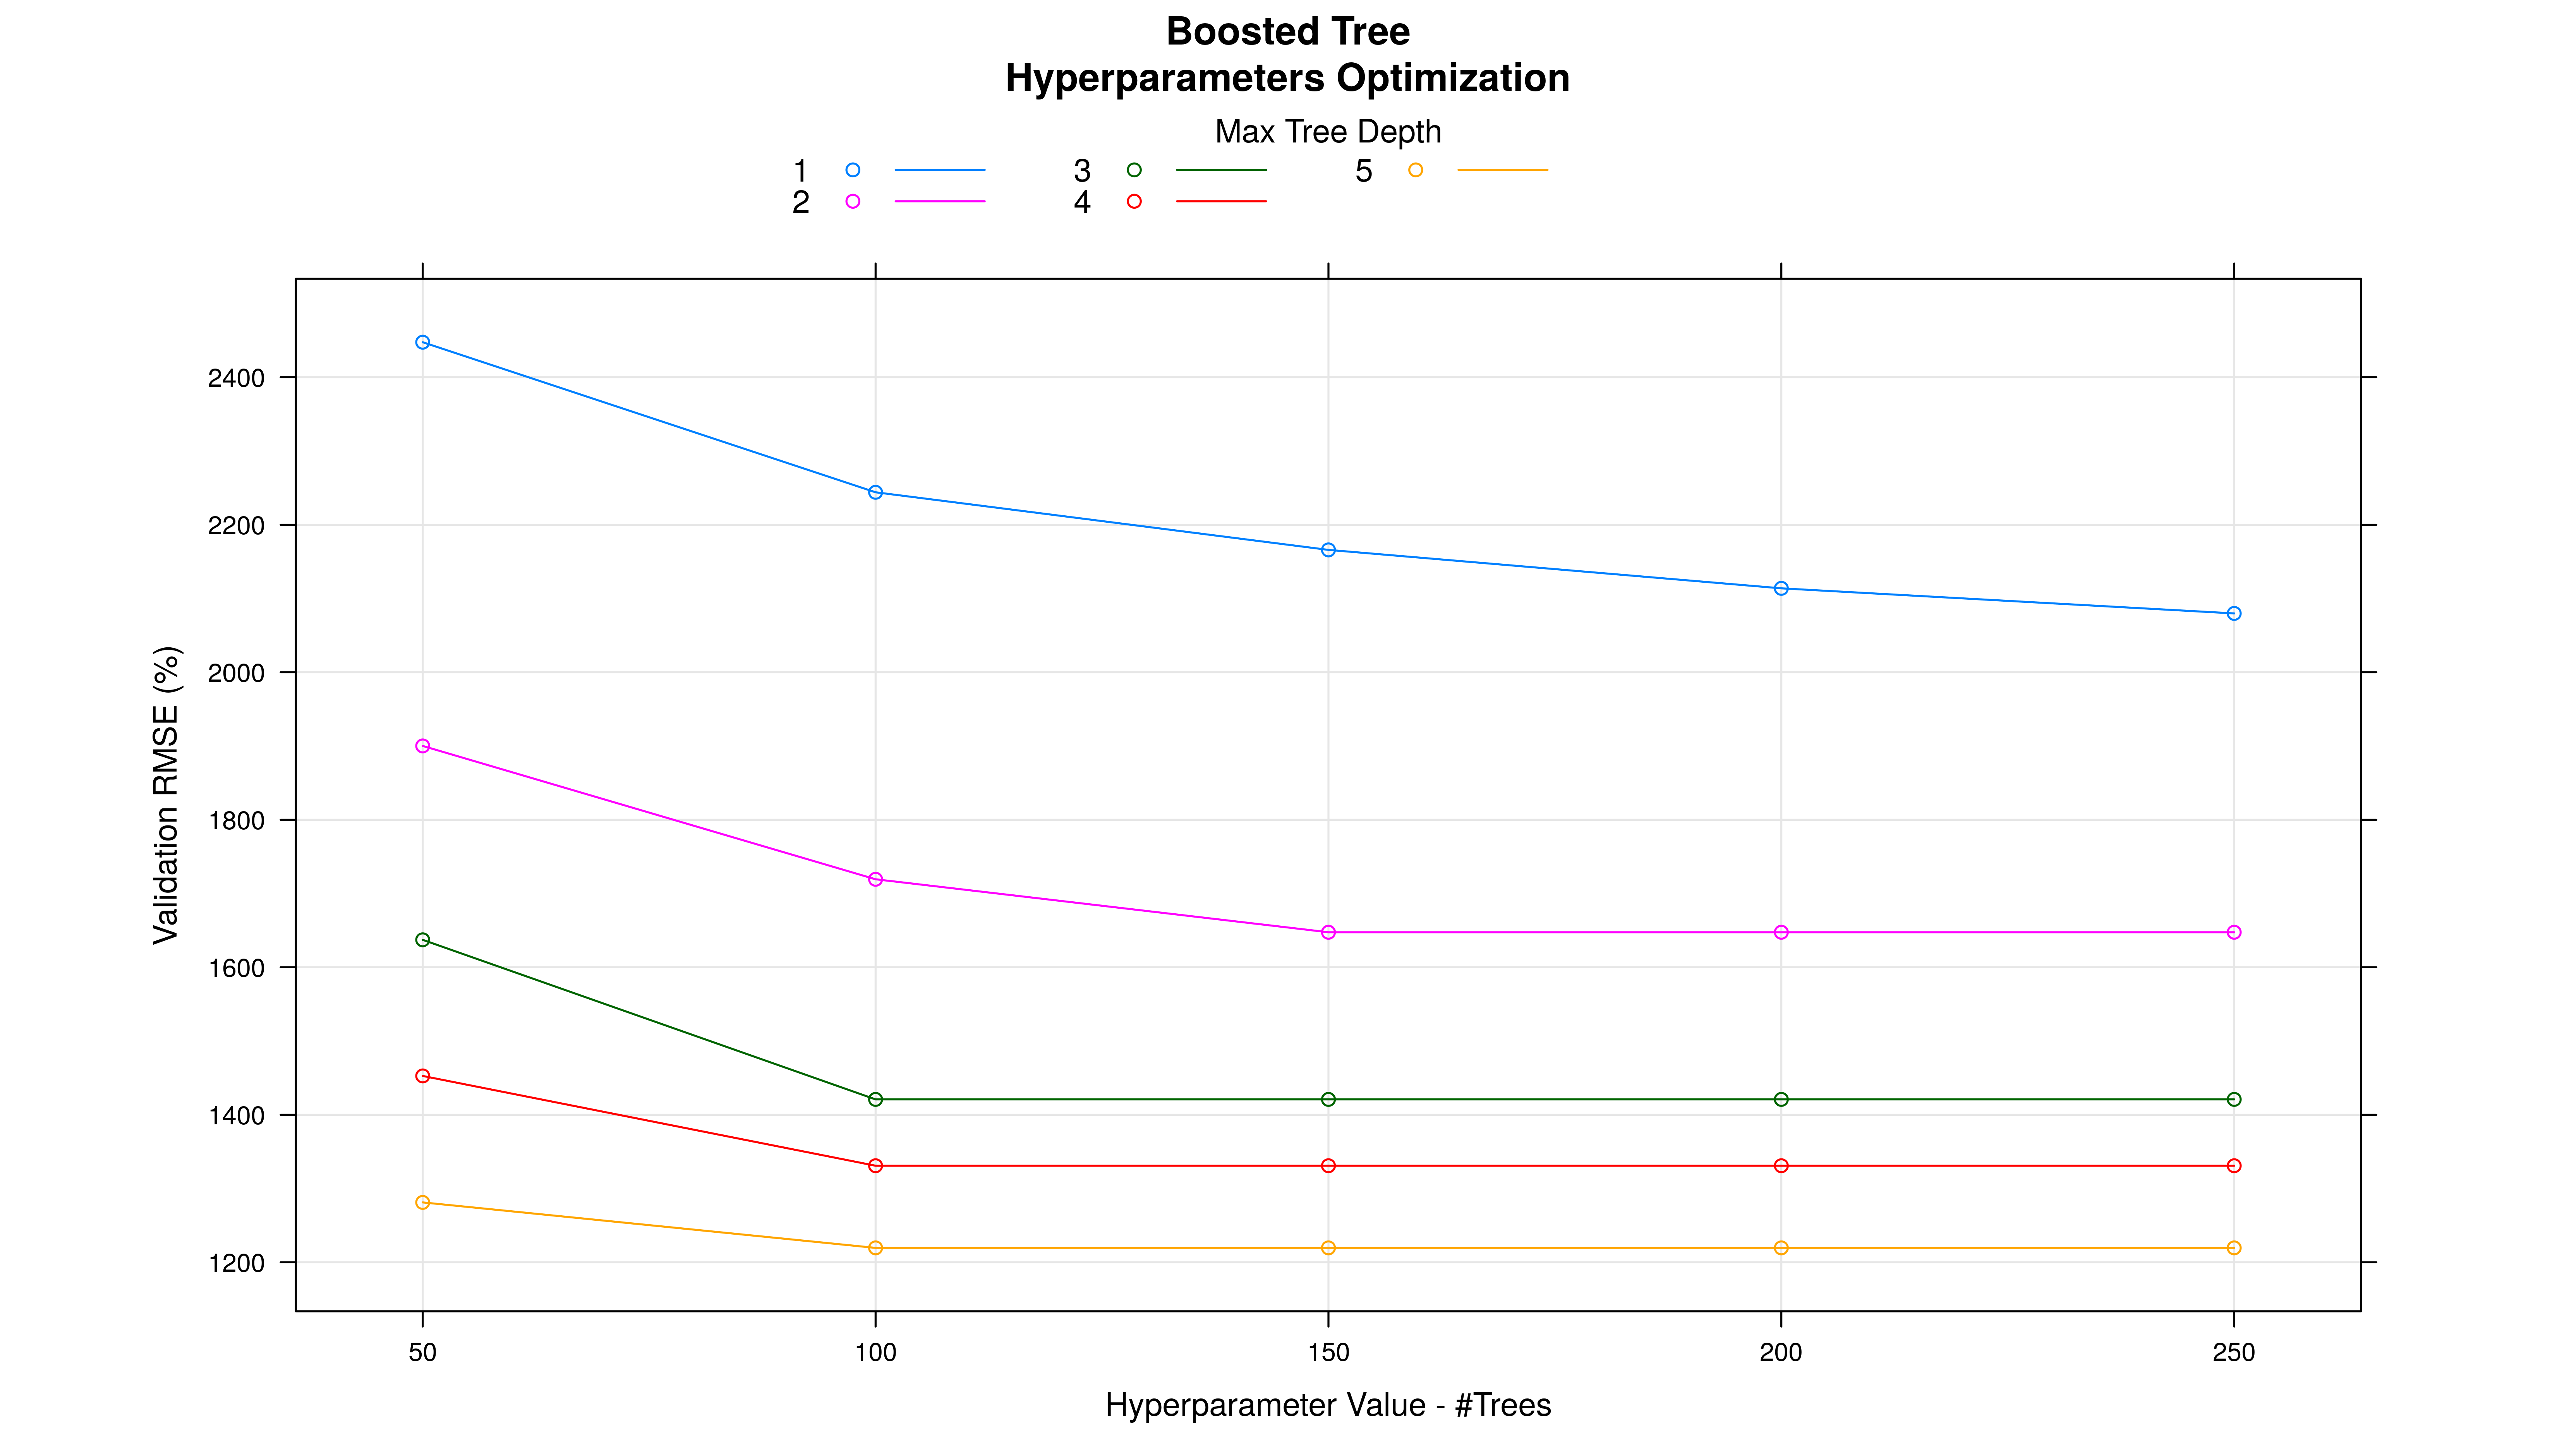 Boosted Tree
Hyperparameters Optimization
Max Tree Depth
1 3 5
2 4
2400
2200
2000
1800
1600
1400
1200
Validation RMSE (%)
50 100 150 200 250
Hyperparameter Value - #Trees